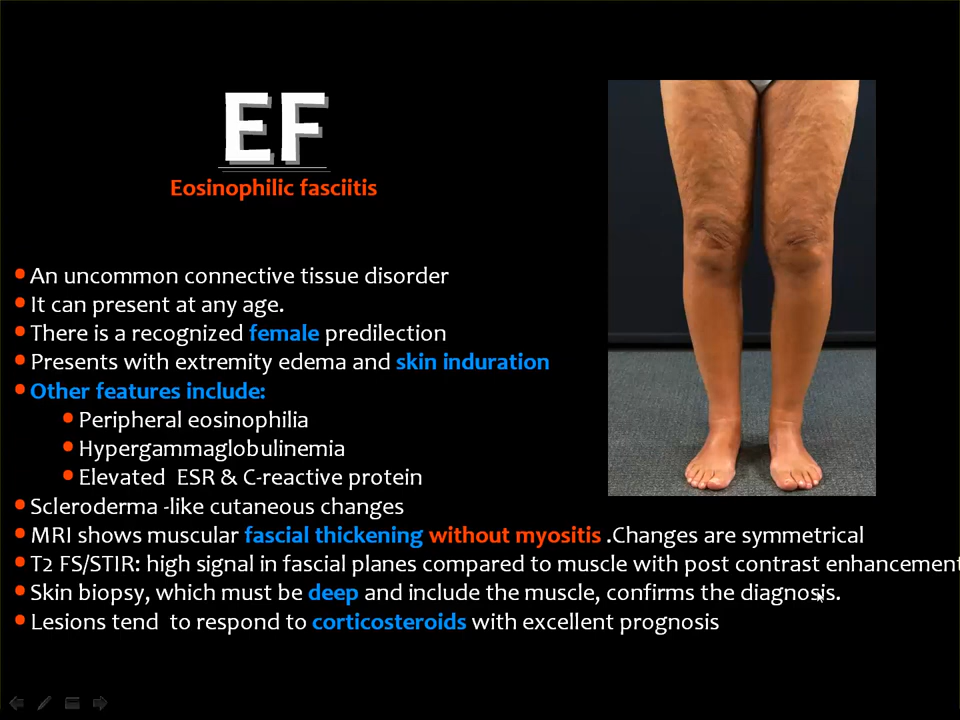 EF
Eosinophilic fasciitis
• An uncommon connective tissue disorder
• It can present at any age.
• There is a recognized female predilection
• Presents with extremity edema and skin induration
• Other features include:
• Peripheral eosinophilia
• Hypergammaglobulinemia
• Elevated  ESR & C-reactive protein
• Scleroderma -like cutaneous changes
• MRI shows muscular fascial thickening without myositis .Changes are symmetrical
• T2 FS/STIR: high signal in fascial planes compared to muscle with post contrast enhancement
• Skin biopsy, which must be deep and include the muscle, confirms the diagnosis.
• Lesions tend  to respond to corticosteroids with excellent prognosis